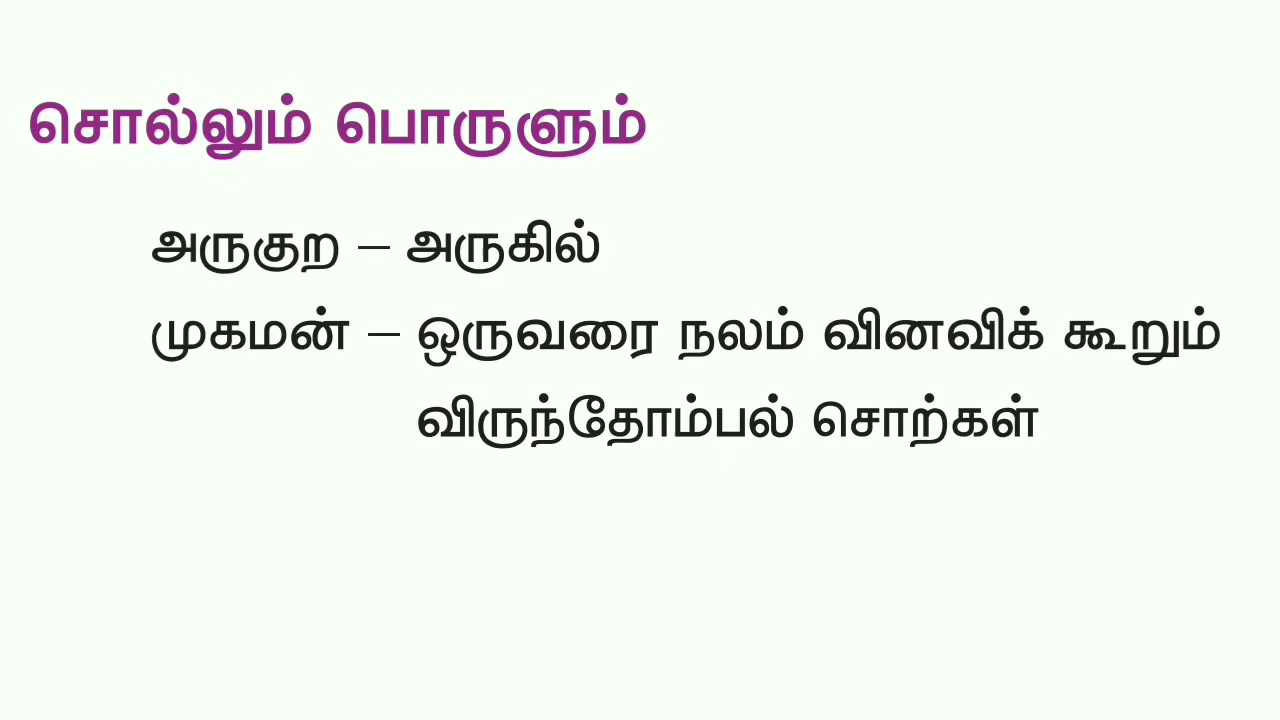 சொல்லும் பொருளும்
அருகுற – அருகில்
முகமன் – ஒருவரை நலம் வினவிக் கூறும்
விருந்தோம்பல் சொற்கள்